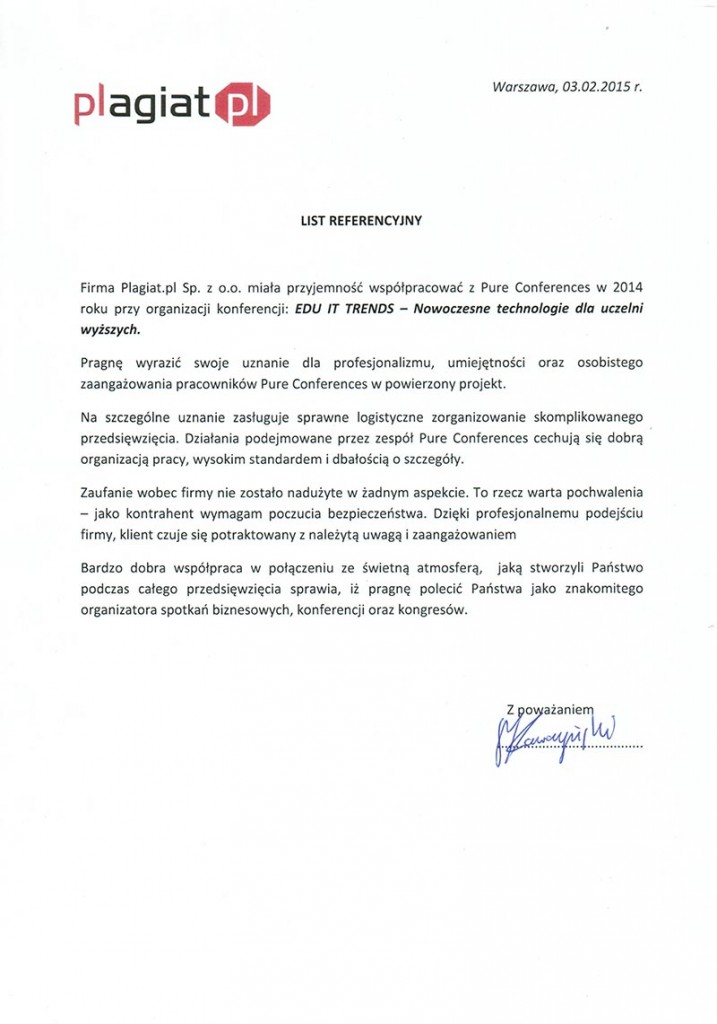 plagiat pl
Warszawa, 03.02.2015 r.
LIST REFERENCYJNY
Firma Plagiat.pl Sp. z o.o. miała przyjemność współpracować z Pure Conferences w 2014
roku przy organizacji konferencji: EDU IT TRENDS – Nowoczesne technologie dla uczelni
wyższych.
Pragnę wyrazić swoje uznanie dla profesjonalizmu, umiejętności oraz osobistego
zaangażowania pracowników Pure Conferences w powierzony projekt.
Na szczególne uznanie zasługuje sprawne logistyczne zorganizowanie skomplikowanego
przedsięwzięcia. Działania podejmowane przez zespół Pure Conferences cechują się dobrą
organizacją pracy, wysokim standardem i dbałością o szczegóły.
Zaufanie wobec firmy nie zostało nadużyte w żadnym aspekcie. To rzecz warta pochwalenia
– jako kontrahent wymagam poczucia bezpieczeństwa. Dzięki profesjonalnemu podejściu
firmy, klient czuje się potraktowany z należytą uwagą i zaangażowaniem
Bardzo dobra współpraca w połączeniu ze świetną atmosferą, jaką stworzyli Państwo
podczas całego przedsięwzięcia sprawia, iż pragnę polecić Państwa jako znakomitego
organizatora spotkań biznesowych, konferencji oraz kongresów.
Z poważaniem